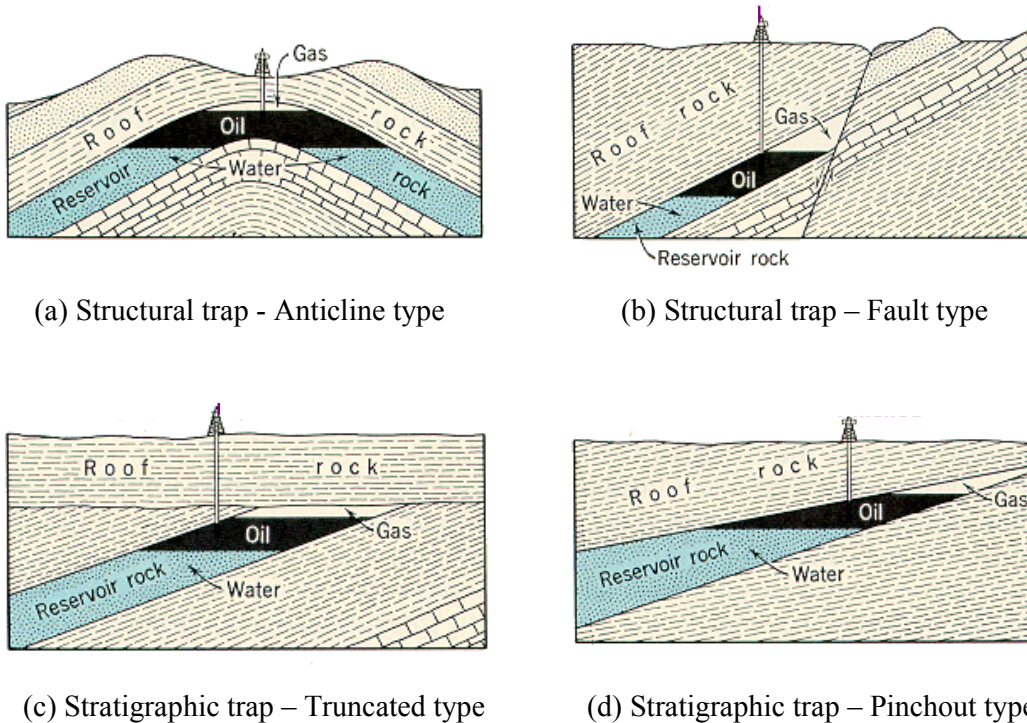 Gas
Roof rock
Oil
Water
Reservoir rock
(a) Structural trap - Anticline type
Roof rock
Gas
Oil
Water
Reservoir rock
(b) Structural trap – Fault type
Roof rock
Oil
Gas
Reservoir rock
Water
(c) Stratigraphic trap – Truncated type
Roof rock
Gas
Oil
Reservoir rock
Water
(d) Stratigraphic trap – Pinchout type